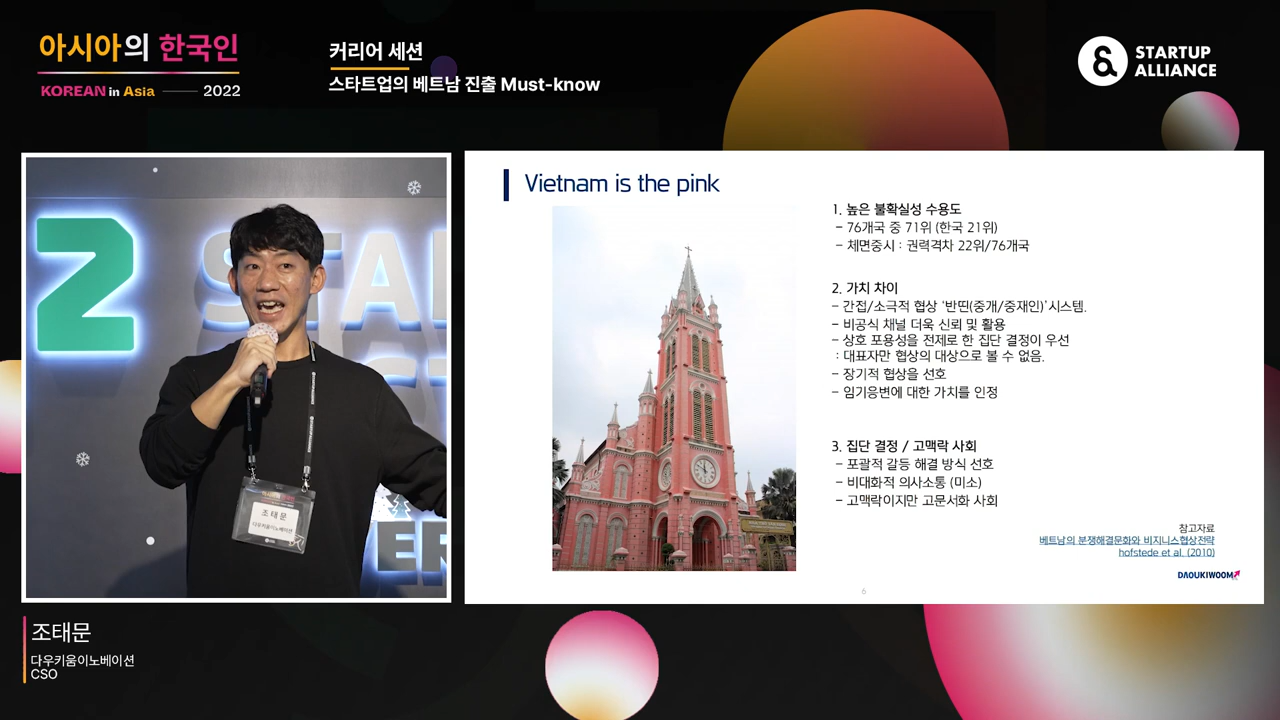 아시아의 한국인
KOREAN in Asia 2022
커리어 세션
스타트업의 베트남 진출 Must-know
STARTUP
ALLIANCE
Z STA
ER
조태문
다우키움이노베이션
Vietnam is the pink
1. 높은 불확실성 수용도
- 76개국 중 71위 (한국 21위)
- 체면중시 : 권력격차 22위/76개국
2. 가치 차이
- 간접/소극적 협상 '반띤(중개/중재인)'시스템.
- 비공식 채널 더욱 신뢰 및 활용
- 상호 포용성을 전제로 한 집단 결정이 우선
: 대표자만 협상의 대상으로 볼 수 없음.
- 장기적 협상을 선호
- 임기응변에 대한 가치를 인정
3. 집단 결정 / 고맥락 사회
- 포괄적 갈등 해결 방식 선호
- 비대화적 의사소통 (미소)
- 고맥락이지만 고문서화 사회
참고자료
베트남의 분쟁해결문화와 비지니스협상전략
hofstede et al. (2010)
DAOUKIWOOM
6
조태문
다우키움이노베이션
CSO